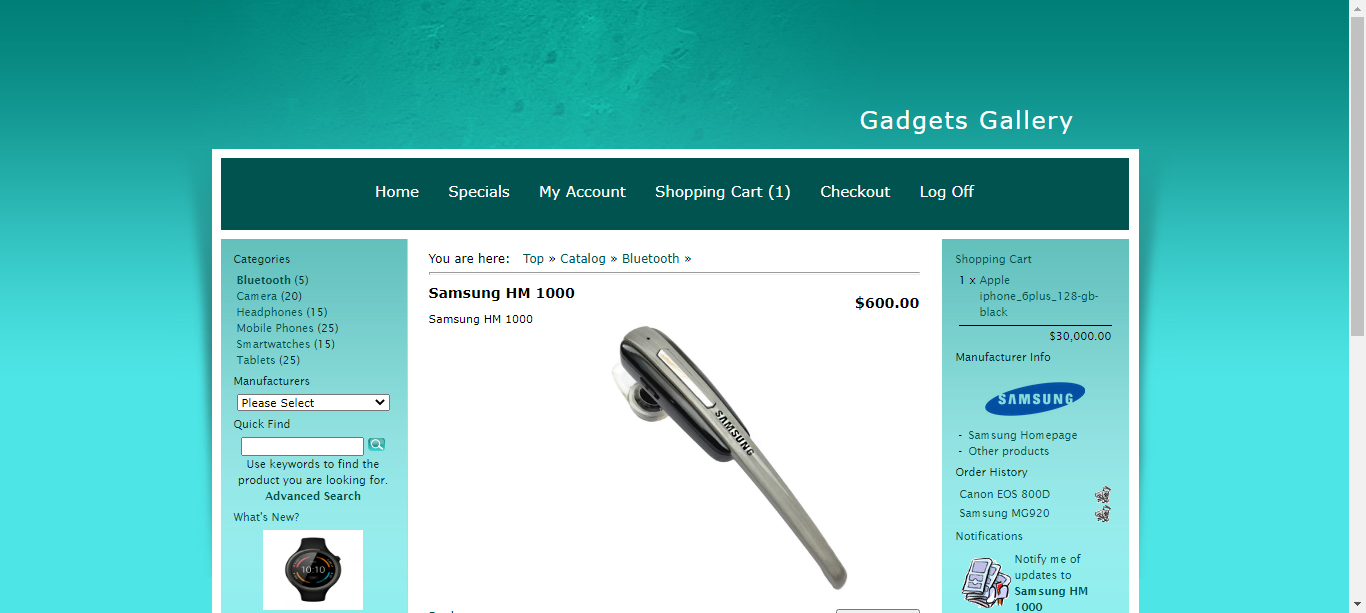 Gadgets Gallery
Home Specials My Account Shopping Cart (1) Checkout Log Off
Categories
Bluetooth (5)
Camera (20)
Headphones (15)
Mobile Phones (25)
Smartwatches (15)
Tablets (25)
Manufacturers
Please Select
Quick Find
Use keywords to find the
product you are looking for.
Advanced Search
What's New?
10:10
You are here: Top » Catalog » Bluetooth »
Samsung HM 1000
$600.00
Samsung HM 1000
SAMSUNG
Shopping Cart
1 x Apple
iphone_6plus_128-gb-
black
$30,000.00
Manufacturer Info
SAMSUNG
- Samsung Homepage
- Other products
Order History
Canon EOS 800D
Samsung MG920
Notifications
Notify me of
updates to
Samsung HM
1000